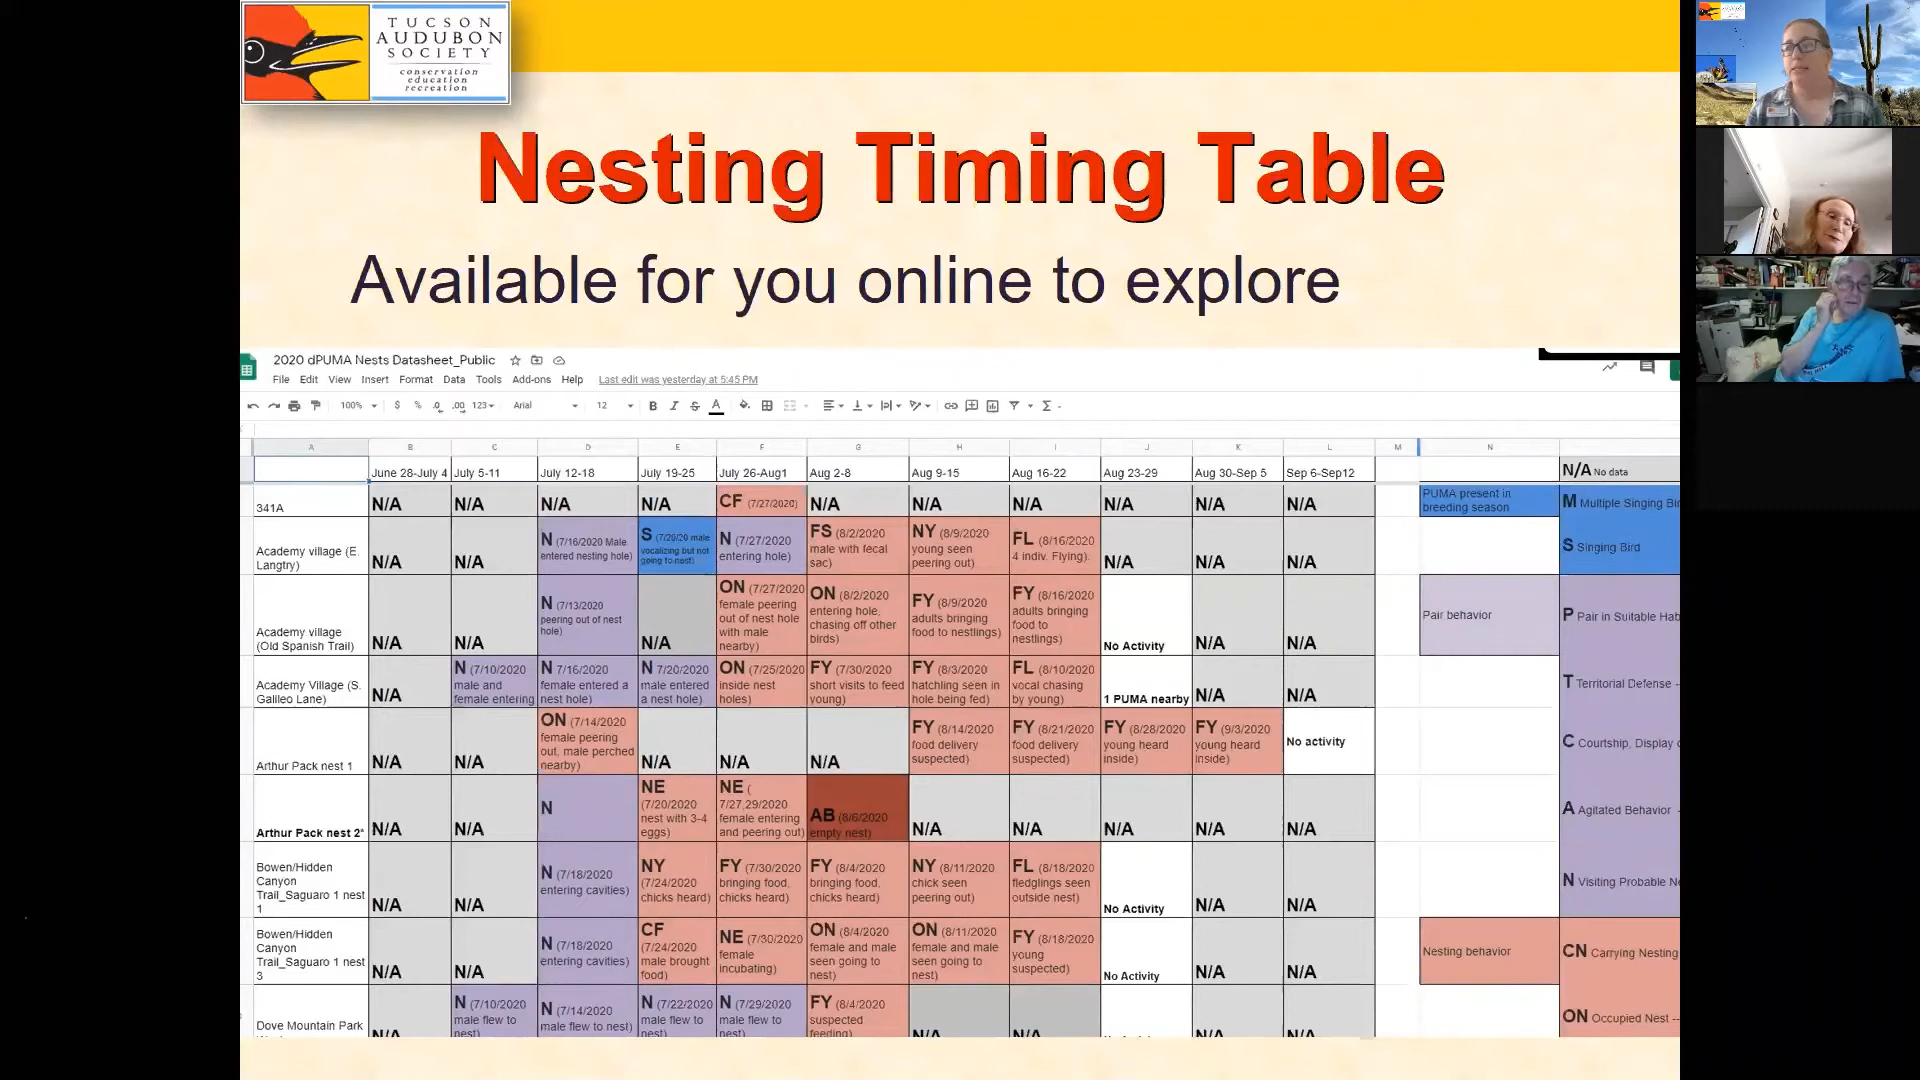 TUCSON
AUDUBON
SOCIETY
conservation
education
recreation
Nesting Timing Table
Available for you online to explore
2020 dPUMA Nests Datasheet_Public
File Edit View Insert Format Data Tools Add-ons Help Last edit was yesterday at 5:45 PM
100% $ % .0 .00 123 Arial 12 B I S A
A B C D E F G H I J K L M N
June 28-July 4 July 5-11 July 12-18 July 19-25 July 26-Aug1 Aug 2-8 Aug 9-15 Aug 16-22 Aug 23-29 Aug 30-Sep 5 Sep 6-Sep12 N/A No data
341A N/A N/A N/A N/A CF (7/27/2020) N/A N/A N/A N/A N/A N/A
PUMA present in
breeding season
M Multiple Singing Bir
Academy village (E.
Langtry)
N/A N/A
N (7/16/2020 Male
entered nesting hole)
S (7/20/20 male
vocalizing but not
going to nest)
N (7/27/2020
entering hole)
FS (8/2/2020
male with fecal
sac)
NY (8/9/2020
young seen
peering out)
FL (8/16/2020
4 indiv. Flying).
N/A N/A N/A
S Singing Bird
Academy village
(Old Spanish Trail)
N/A N/A
N (7/13/2020
peering out of nest
hole)
N/A
ON (7/27/2020
female peering
out of nest hole
with male
nearby)
ON (8/2/2020
entering hole,
chasing off other
birds)
FY (8/9/2020
adults bringing
food to nestlings)
FY (8/16/2020
adults bringing
food to
nestlings)
No Activity N/A N/A
Pair behavior
P Pair in Suitable Hab
Academy Village (S.
Galileo Lane)
N/A
N (7/10/2020
male and
female entering
N (7/16/2020
female entered a
nest hole)
N (7/20/2020
male entered
a nest hole)
ON (7/25/2020
inside nest
holes)
FY (7/30/2020
short visits to feed
young)
FY (8/3/2020
hatchling seen in
hole being fed)
FL (8/10/2020
vocal chasing
by young)
1 PUMA nearby N/A N/A
T Territorial Defense --
Arthur Pack nest 1
N/A N/A
ON (7/14/2020
female peering
out, male perched
nearby)
N/A N/A N/A
FY (8/14/2020
food delivery
suspected)
FY (8/21/2020
food delivery
suspected)
FY (8/28/2020
young heard
inside)
FY (9/3/2020
young heard
inside)
No activity
C Courtship, Display
Arthur Pack nest 2*
N/A N/A
N
NE
(7/20/2020
nest with 3-4
eggs)
NE (
7/27,29/2020
female entering
and peering out)
AB (8/6/2020
empty nest)
N/A N/A N/A N/A N/A
A Agitated Behavior -
Bowen/Hidden
Canyon
Trail_Saguaro 1 nest
1
N/A N/A
N (7/18/2020
entering cavities)
NY
(7/24/2020
chicks heard)
FY (7/30/2020
bringing food,
chicks heard)
FY (8/4/2020
bringing food,
chicks heard)
NY (8/11/2020
chick seen
peering out)
FL (8/18/2020
fledglings seen
outside nest)
No Activity N/A N/A
N Visiting Probable Ne
Bowen/Hidden
Canyon
Trail_Saguaro 1 nest
3
N/A N/A
N (7/18/2020
entering cavities)
CF
(7/24/2020
male brought
food)
NE (7/30/2020
female
incubating)
ON (8/4/2020
female and male
seen going to
nest)
ON (8/11/2020
female and male
seen going to
nest)
FY (8/18/2020
young
suspected)
No Activity N/A N/A
Nesting behavior
CN Carrying Nesting
Dove Mountain Park
N/A
N (7/10/2020
male flew to
nest)
N (7/14/2020
male flew to nest)
N (7/22/2020
male flew to
nest)
N (7/29/2020
male flew to
nest)
FY (8/4/2020
suspected
feeding)
N/A N/A N/A N/A
ON Occupied Nest --